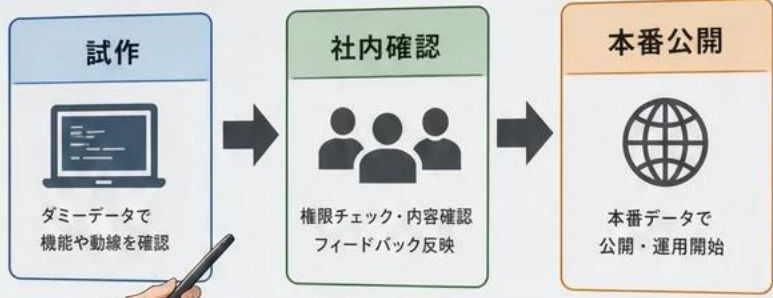 試作
ダミーデータで
機能や動線を確認
社内確認
権限チェック・内容確認
フィードバック反映
本番公開
本番データで
公開・運用開始